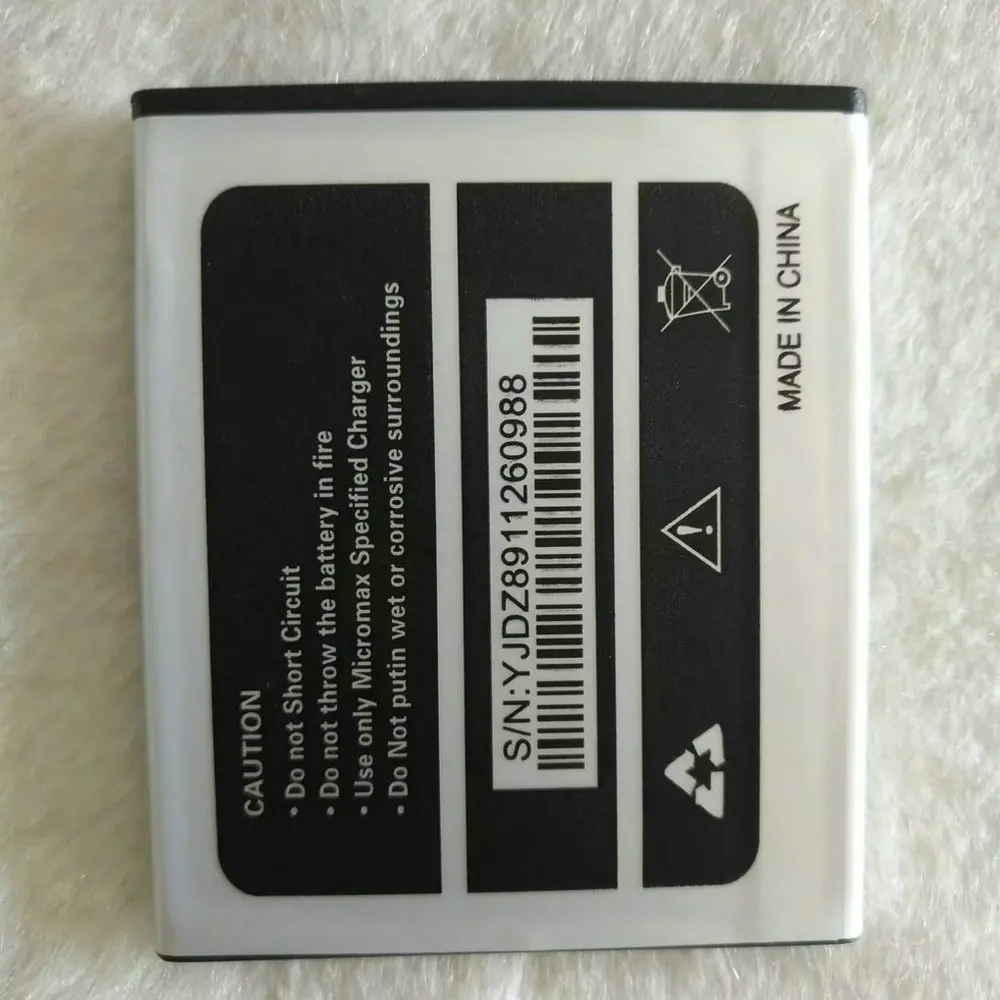 CAUTION
• Do not Short Circuit
• Do not throw the battery in fire
• Use only Micromax Specified Charger
• Do Not putin wet or corrosive surroundings
S/N:YJDZ8911260988
MADE IN CHINA